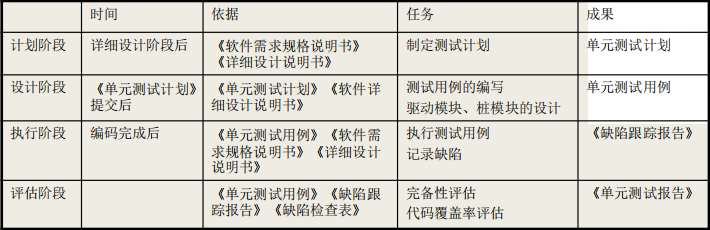 时间 依据 任务 成果
计划阶段 详细设计阶段后 《软件需求规格说明书》 制定测试计划 单元测试计划
《详细设计说明书》
设计阶段 《单元测试计划》 《单元测试计划》《软件详 测试用例的编写 单元测试用例
提交后 细设计说明书》 驱动模块、桩模块的设计
执行阶段 编码完成后 《单元测试用例》《软件需 执行测试用例 《缺陷跟踪报告》
求规格说明书》《详细设计 记录缺陷
说明书》
评估阶段 《单元测试用例》《缺陷跟 完备性评估 《单元测试报告》
踪报告》《缺陷检查表》 代码覆盖率评估